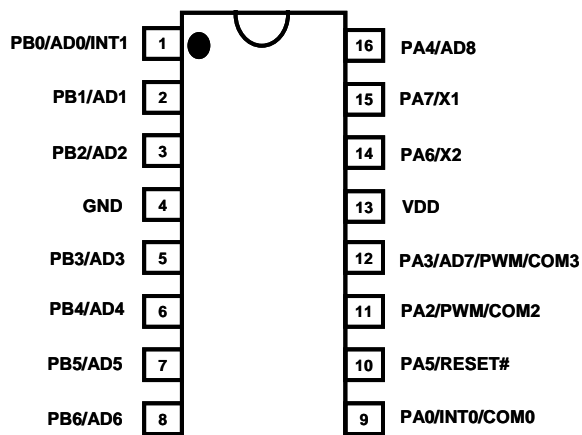 PB0/AD0/INT1 1 16 PA4/AD8
PB1/AD1 2 15 PA7/X1
PB2/AD2 3 14 PA6/X2
GND 4 13 VDD
PB3/AD3 5 12 PA3/AD7/PWM/COM3
PB4/AD4 6 11 PA2/PWM/COM2
PB5/AD5 7 10 PA5/RESET#
PB6/AD6 8 9 PA0/INT0/COM0